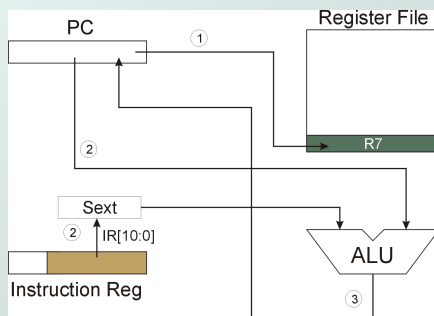 PC
Register File
1
R7
2
Sext
2
IR[10:0]
ALU
Instruction Reg
3